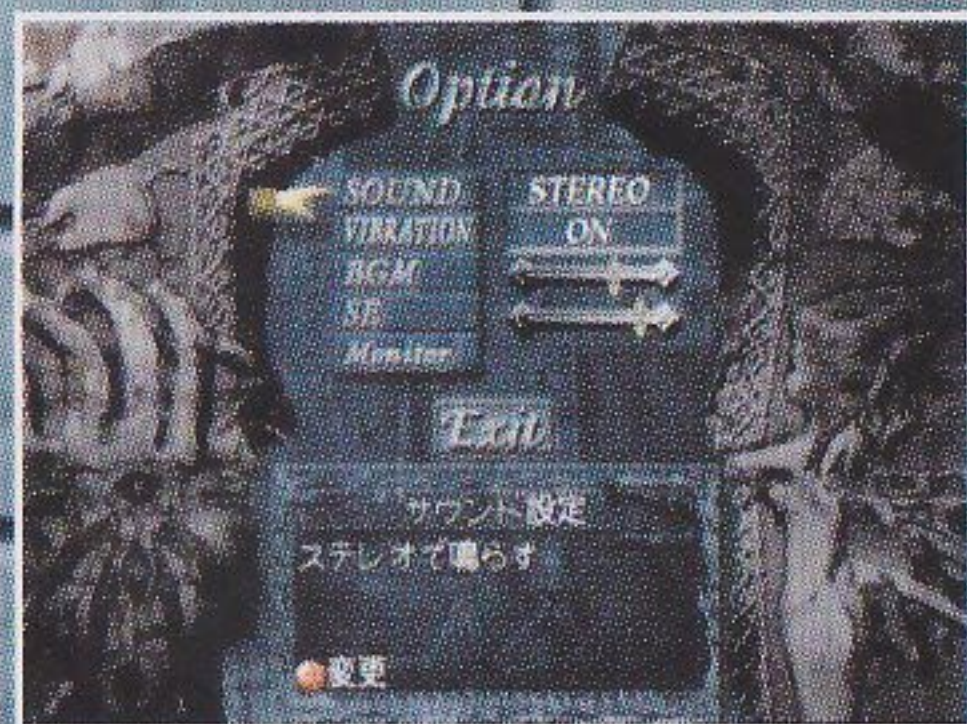 Option
SOUND STEREO
VIBRATION ON
BGM
SE
Monitor
Exit
サウンド設定
ステレオで鳴らす
変更